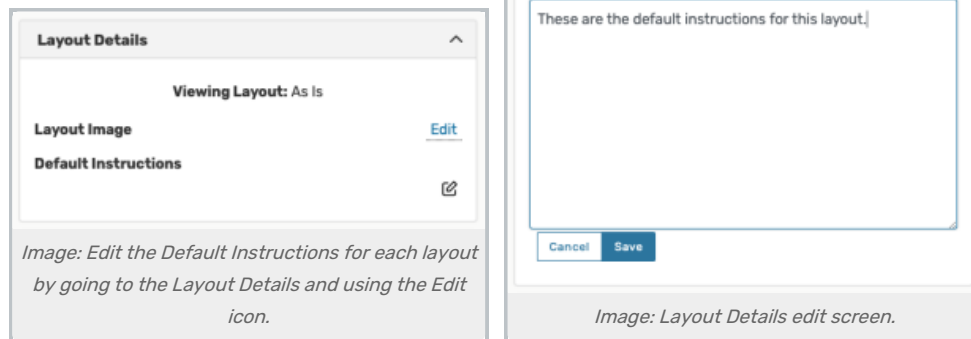 Layout Details
Viewing Layout: As Is
Layout Image Edit
Default Instructions
Image: Edit the Default Instructions for each layout
by going to the Layout Details and using the Edit
icon.
These are the default instructions for this layout.
Cancel Save
Image: Layout Details edit screen.